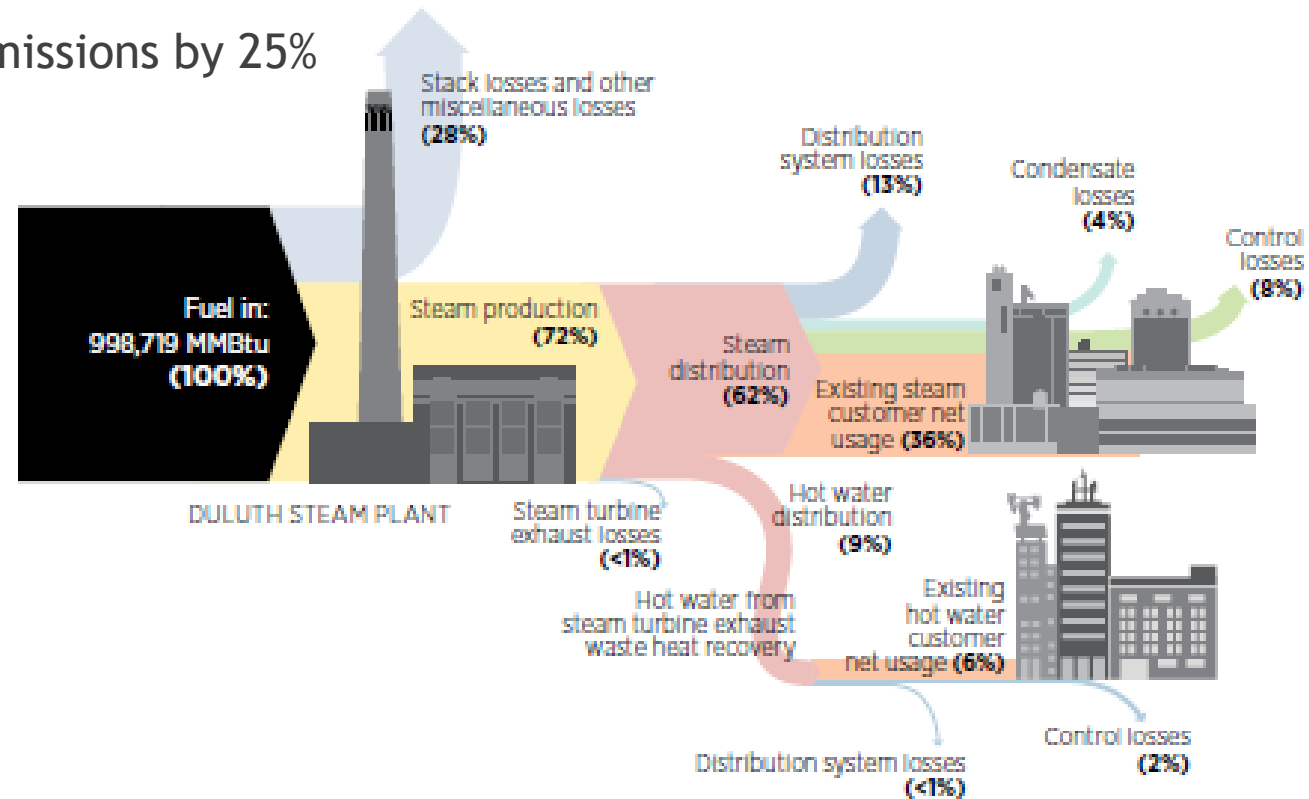 missions by 25%
Stack losses and other
miscellaneous losses
(28%)
Distribution
system losses
(13%)
Condensate
losses
(4%)
Control
losses
(8%)
Fuel in:
998,719 MMBtu
(100%)
Steam production
(72%)
Steam
distribution
(62%)
Existing steam
customer net
usage (36%)
DULUTH STEAM PLANT
Steam turbine
exhaust losses
(<1%)
Hot water
distribution
(9%)
Hot water from
steam turbine exhaust
waste heat recovery
Existing
hot water
customer
net usage (6%)
Distribution system losses
(<1%)
Control losses
(2%)